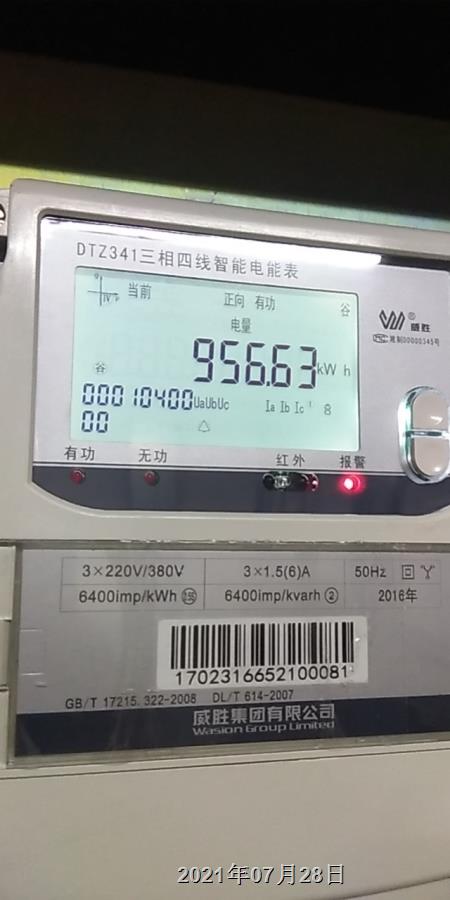 DTZ341三相四线智能电能表
当前 正向 有功 谷
电量
956.63kWh
谷
00010400 UaUbUc Ia Ib Ic 8
00
威胜®
有功 无功 红外 报警
3×220V/380V 3×1.5(6)A 50Hz
6400imp/kWh 6400imp/kvarh ② 2016年
1702316652100081
GB/T 17215.322-2008 DL/T 614-2007
威胜集团有限公司
Wasion Group Limited
2021年07月28日